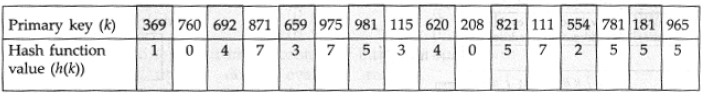 Primary key (k) 369 760 692 871 659 975 981 115 620 208 821 111 554 781 181 965
Hash function 1 0 4 7 3 7 5 3 4 0 5 7 2 5 5 5
value (h(k))